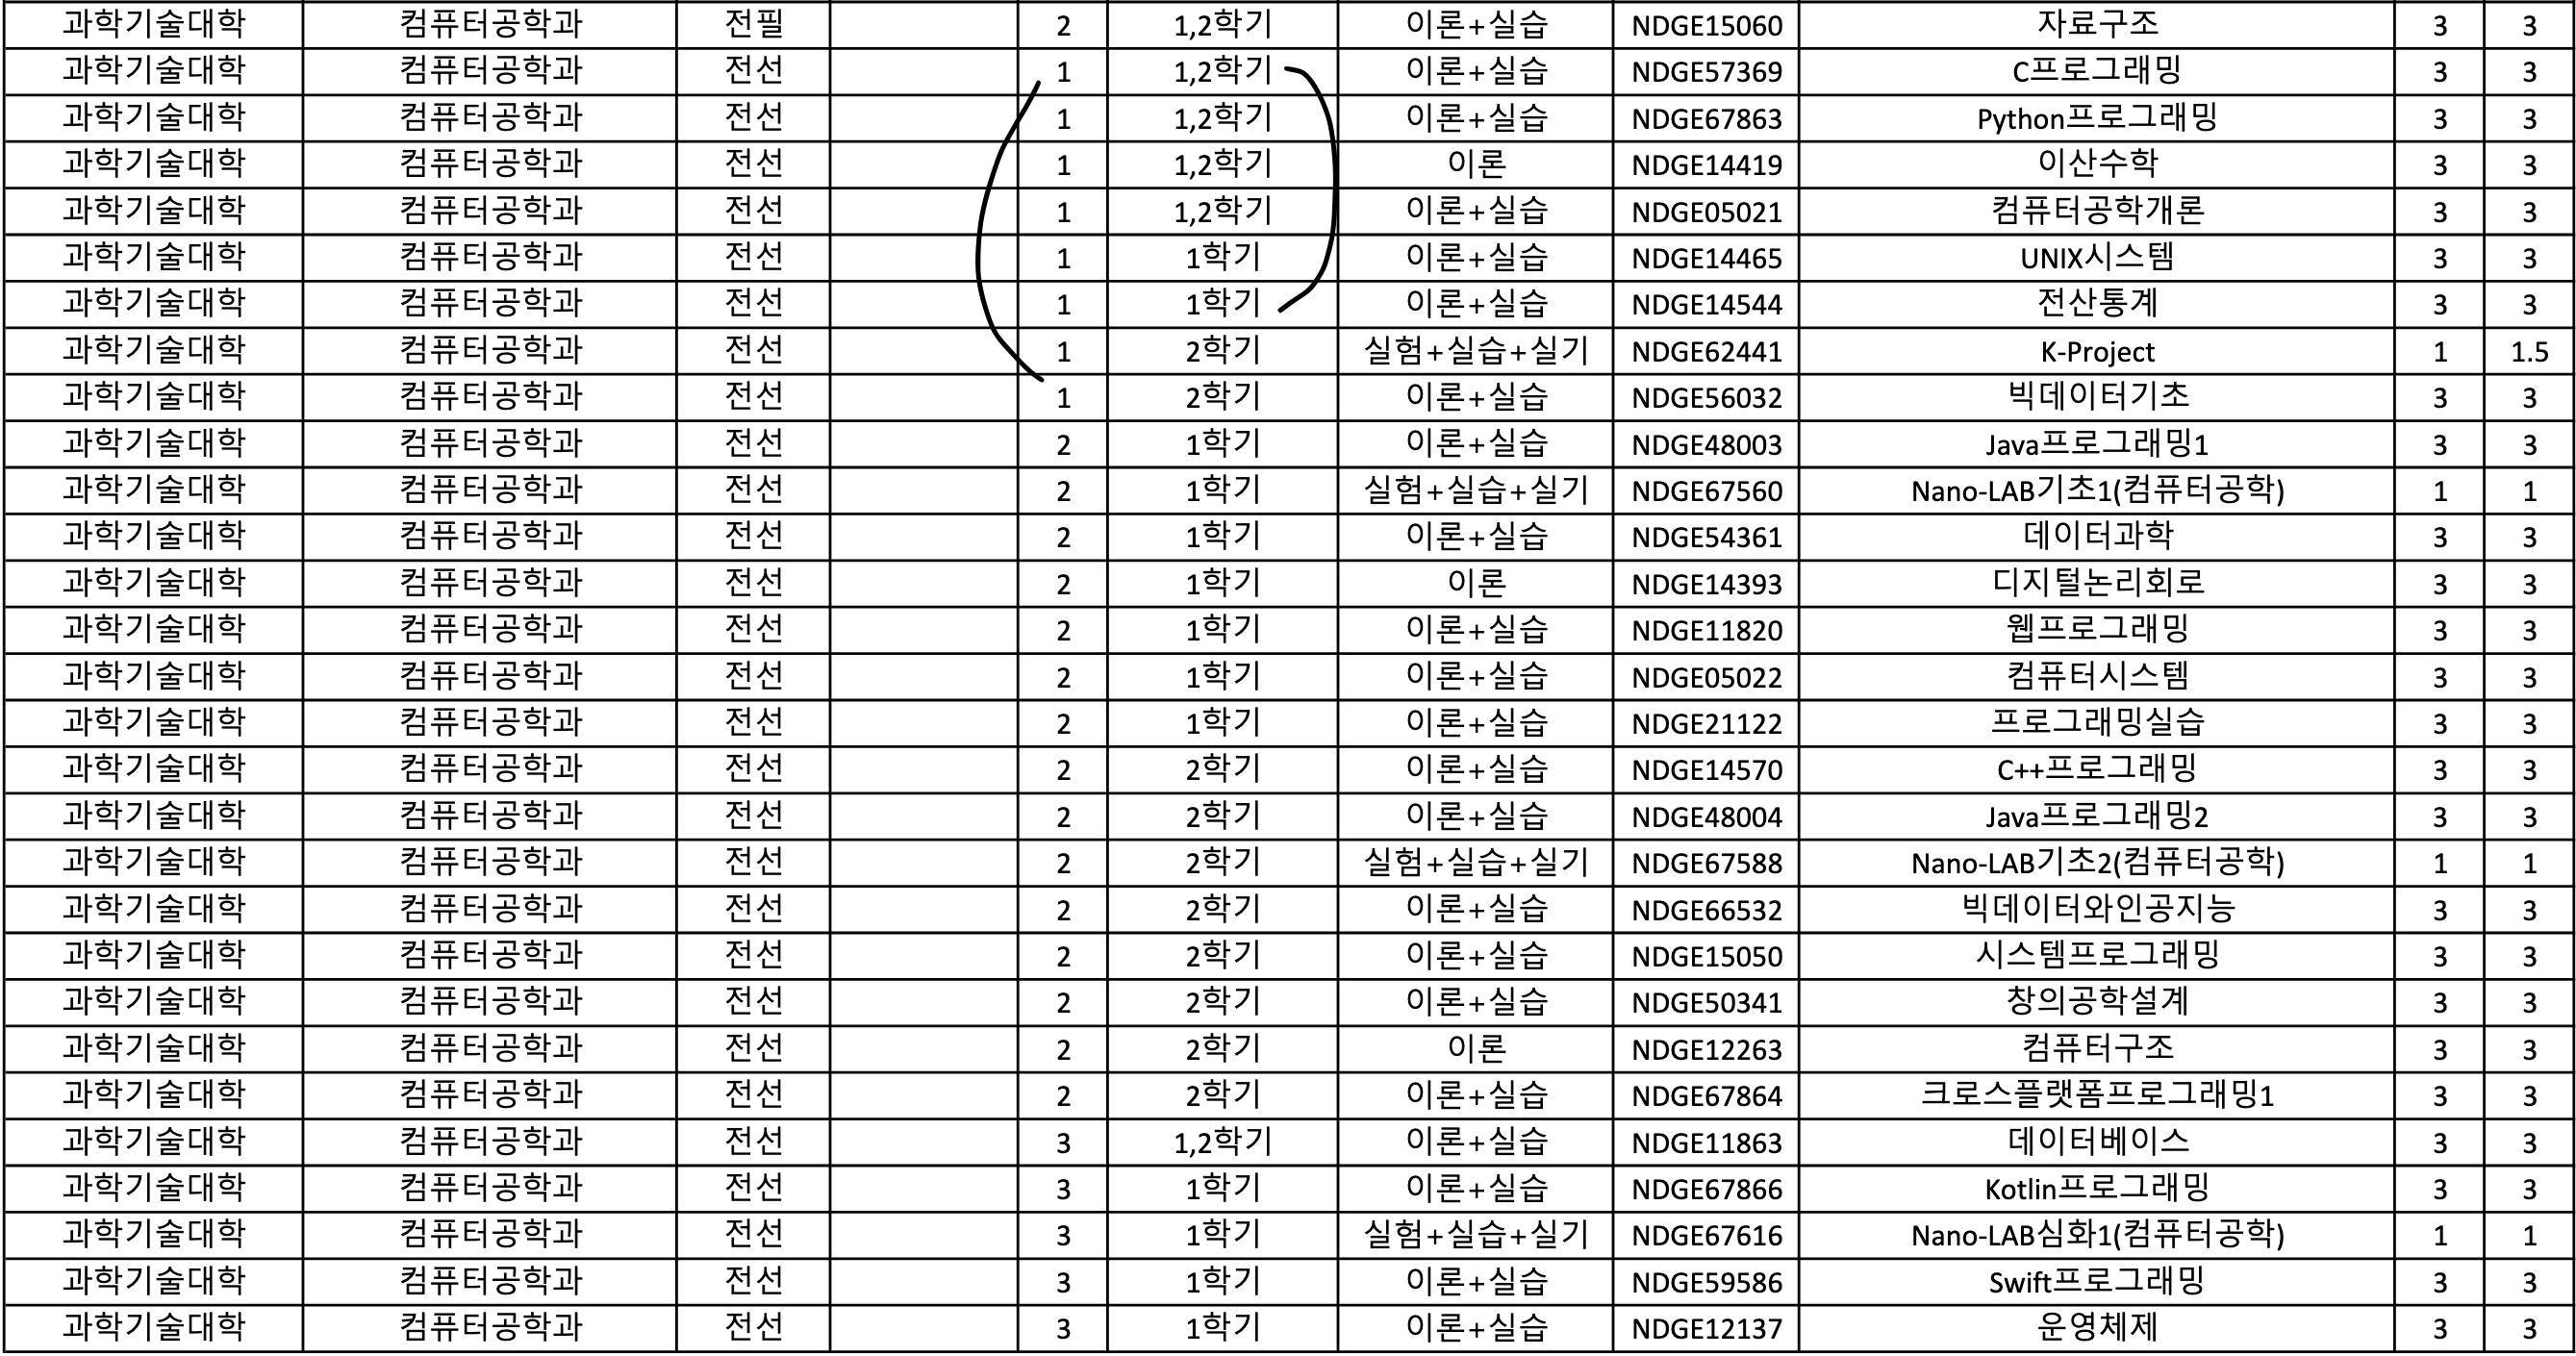 과학기술대학 컴퓨터공학과 전필 2 1,2학기 이론+실습 NDGE15060 자료구조 3 3
과학기술대학 컴퓨터공학과 전선 1 1,2학기 이론+실습 NDGE57369 C프로그래밍 3 3
과학기술대학 컴퓨터공학과 전선 1 1,2학기 이론+실습 NDGE67863 Python프로그래밍 3 3
과학기술대학 컴퓨터공학과 전선 1 1,2학기 이론 NDGE14419 이산수학 3 3
과학기술대학 컴퓨터공학과 전선 1 1,2학기 이론+실습 NDGE05021 컴퓨터공학개론 3 3
과학기술대학 컴퓨터공학과 전선 1 1학기 이론+실습 NDGE14465 UNIX시스템 3 3
과학기술대학 컴퓨터공학과 전선 1 1학기 이론+실습 NDGE14544 전산통계 3 3
과학기술대학 컴퓨터공학과 전선 1 2학기 실험+실습+실기 NDGE62441 K-Project 1 1.5
과학기술대학 컴퓨터공학과 전선 1 2학기 이론+실습 NDGE56032 빅데이터기초 3 3
과학기술대학 컴퓨터공학과 전선 2 1학기 이론+실습 NDGE48003 Java프로그래밍1 3 3
과학기술대학 컴퓨터공학과 전선 2 1학기 실험+실습+실기 NDGE67560 Nano-LAB기초1(컴퓨터공학) 1 1
과학기술대학 컴퓨터공학과 전선 2 1학기 이론+실습 NDGE54361 데이터과학 3 3
과학기술대학 컴퓨터공학과 전선 2 1학기 이론 NDGE14393 디지털논리회로 3 3
과학기술대학 컴퓨터공학과 전선 2 1학기 이론+실습 NDGE11820 웹프로그래밍 3 3
과학기술대학 컴퓨터공학과 전선 2 1학기 이론+실습 NDGE05022 컴퓨터시스템 3 3
과학기술대학 컴퓨터공학과 전선 2 1학기 이론+실습 NDGE21122 프로그래밍실습 3 3
과학기술대학 컴퓨터공학과 전선 2 2학기 이론+실습 NDGE14570 C++프로그래밍 3 3
과학기술대학 컴퓨터공학과 전선 2 2학기 이론+실습 NDGE48004 Java프로그래밍2 3 3
과학기술대학 컴퓨터공학과 전선 2 2학기 실험+실습+실기 NDGE67588 Nano-LAB기초2(컴퓨터공학) 1 1
과학기술대학 컴퓨터공학과 전선 2 2학기 이론+실습 NDGE66532 빅데이터와인공지능 3 3
과학기술대학 컴퓨터공학과 전선 2 2학기 이론+실습 NDGE15050 시스템프로그래밍 3 3
과학기술대학 컴퓨터공학과 전선 2 2학기 이론+실습 NDGE50341 창의공학설계 3 3
과학기술대학 컴퓨터공학과 전선 2 2학기 이론 NDGE12263 컴퓨터구조 3 3
과학기술대학 컴퓨터공학과 전선 2 2학기 이론+실습 NDGE67864 크로스플랫폼프로그래밍1 3 3
과학기술대학 컴퓨터공학과 전선 3 1,2학기 이론+실습 NDGE11863 데이터베이스 3 3
과학기술대학 컴퓨터공학과 전선 3 1학기 이론+실습 NDGE67866 Kotlin프로그래밍 3 3
과학기술대학 컴퓨터공학과 전선 3 1학기 실험+실습+실기 NDGE67616 Nano-LAB심화1(컴퓨터공학) 1 1
과학기술대학 컴퓨터공학과 전선 3 1학기 이론+실습 NDGE59586 Swift프로그래밍 3 3
과학기술대학 컴퓨터공학과 전선 3 1학기 이론+실습 NDGE12137 운영체제 3 3